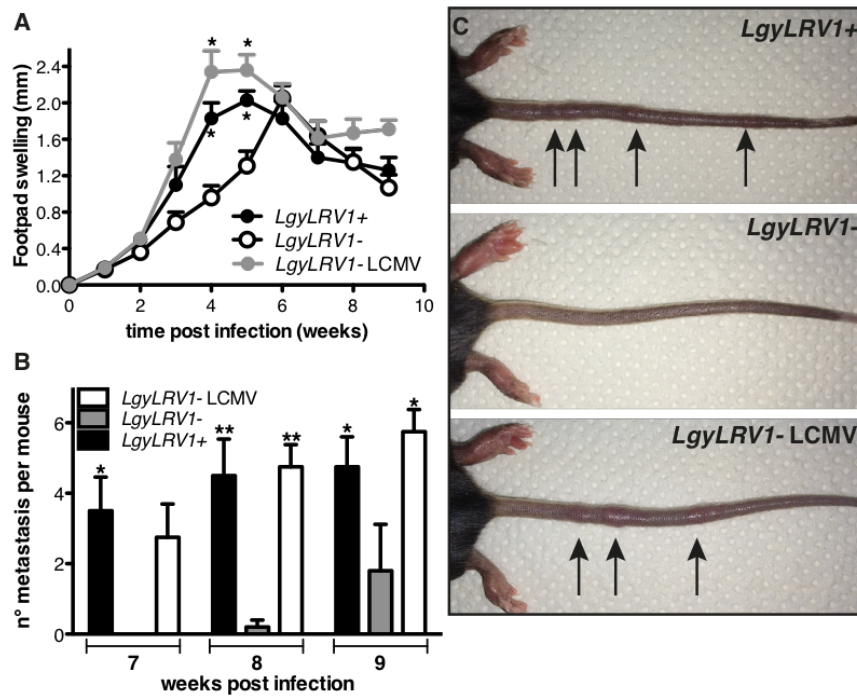 A
Footpad swelling (mm)
2.4
1.8
1.2
0.6
0.4
0.0
* *
*
*
LgyLRV1+
LgyLRV1-
LgyLRV1- LCMV
0 2 4 6 8 10
time post infection (weeks)
B
n° metastasis per mouse
6
4
2
0
LgyLRV1- LCMV
LgyLRV1-
LgyLRV1+
*
** **
* *
7 8 9
weeks post infection
C
LgyLRV1+
LgyLRV1-
LgyLRV1- LCMV